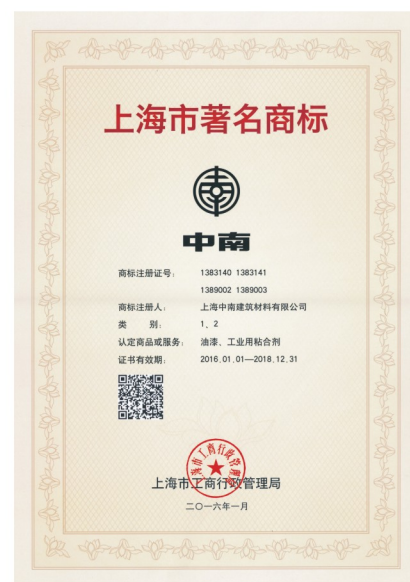 上海市著名商标
中南
商标注册证号： 1383140 1383141
1389002 1389003
商标注册人： 上海中南建筑材料有限公司
类 别： 1、2
认定商品或服务： 油漆、工业用粘合剂
证书有效期： 2016.01.01—2018.12.31
上海市工商行政管理局
二〇一六年一月